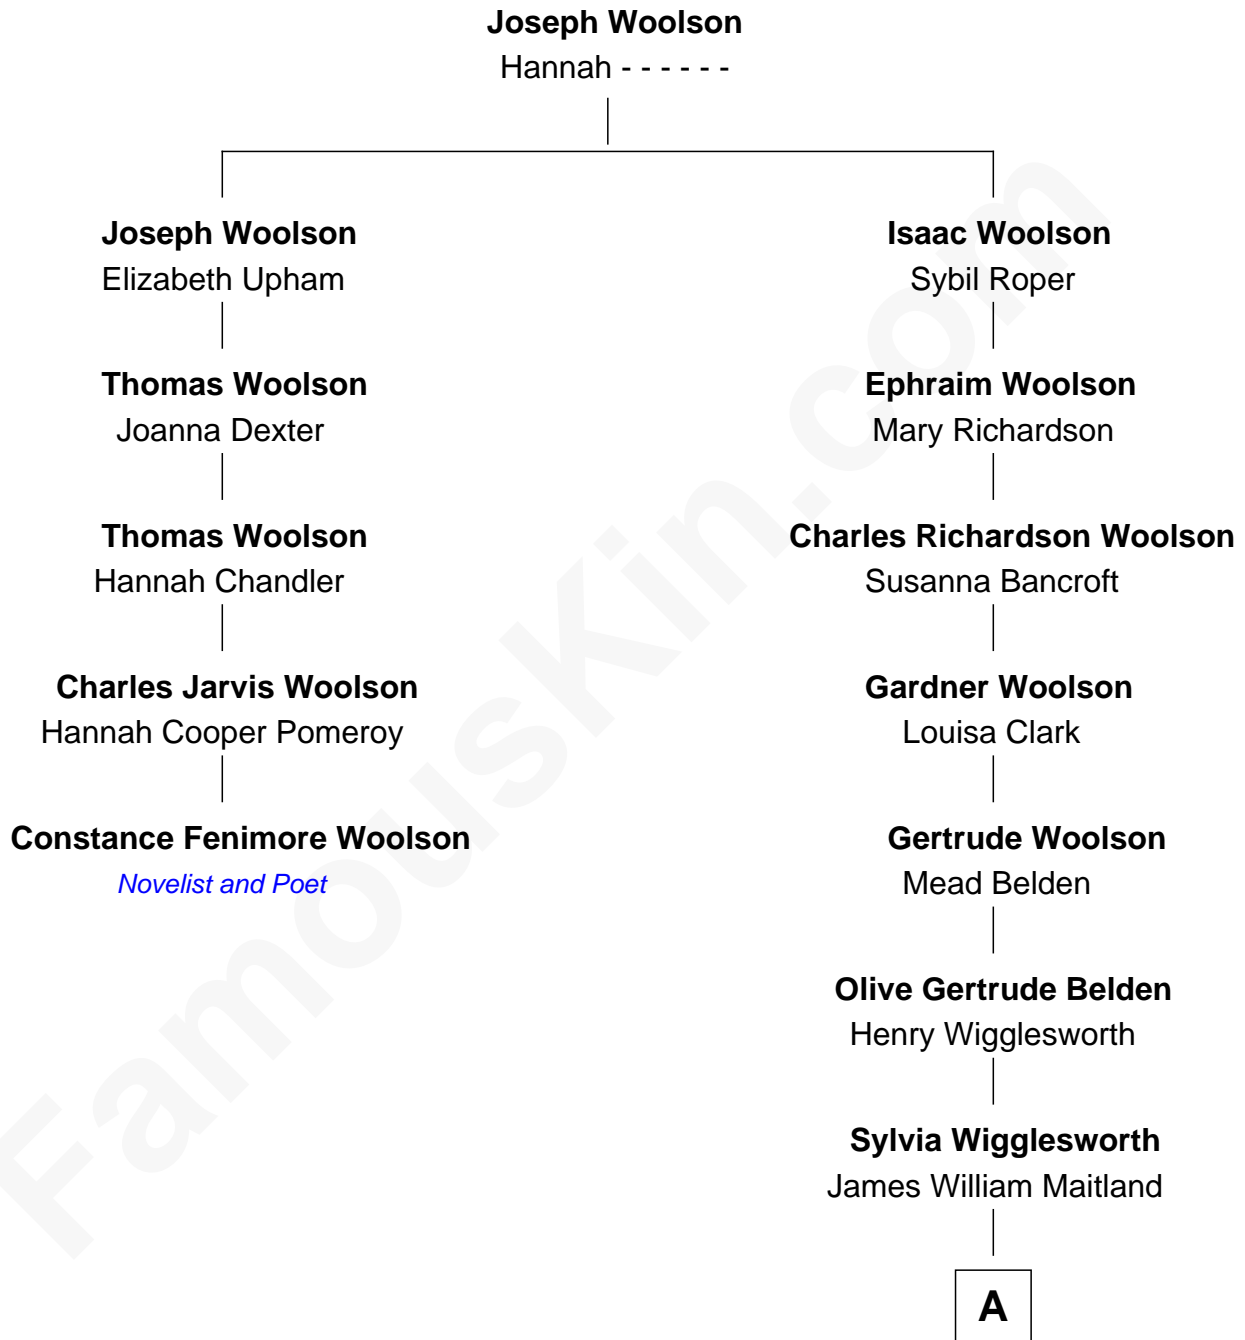 Joseph Woolson
Hannah - - - - - -
Joseph Woolson
Elizabeth Upham
Isaac Woolson
Sybil Roper
Thomas Woolson
Joanna Dexter
Ephraim Woolson
Mary Richardson
Thomas Woolson
Hannah Chandler
Charles Richardson Woolson
Susanna Bancroft
Charles Jarvis Woolson
Hannah Cooper Pomeroy
Gardner Woolson
Louisa Clark
Constance Fenimore Woolson
Novelist and Poet
Gertrude Woolson
Mead Belden
Olive Gertrude Belden
Henry Wigglesworth
Sylvia Wigglesworth
James William Maitland
A
FamousKin.com